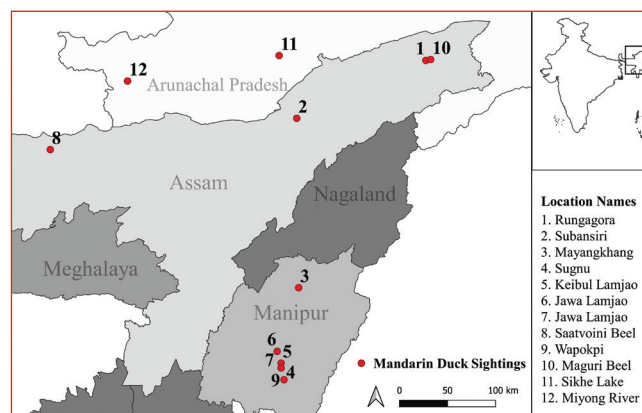 11
1 10
12
Arunachal Pradesh
2
8
Assam
Nagaland
Meghalaya
3
Manipur
6
5
7
4
9
Mandarin Duck Sightings
0 50 100 km
Location Names
1. Rungagora
2. Subansiri
3. Mayangkhang
4. Sugnu
5. Keibul Lamjao
6. Jawa Lamjao
7. Jawa Lamjao
8. Saatvoini Beel
9. Wapokpi
10. Maguri Beel
11. Sikhe Lake
12. Miyong River